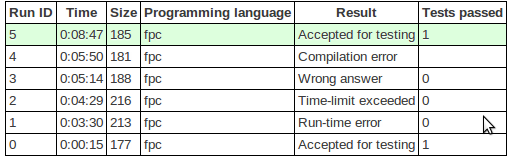 Run ID Time Size Programming language Result Tests passed
5 0:08:47 185 fpc Accepted for testing 1
4 0:05:50 181 fpc Compilation error
3 0:05:14 188 fpc Wrong answer 0
2 0:04:29 216 fpc Time-limit exceeded 0
1 0:03:30 213 fpc Run-time error 0
0 0:00:15 177 fpc Accepted for testing 1